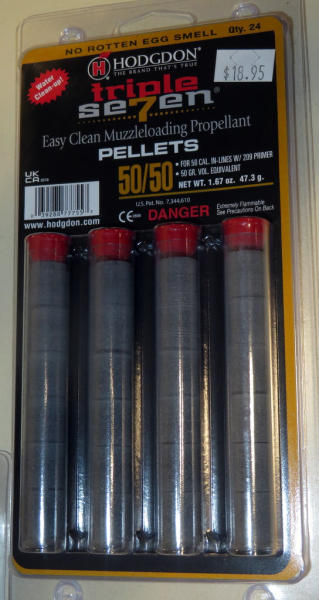 NO ROTTEN EGG SMELL Qty. 24
HODGDON
THE BRAND THAT'S TRUE
$18.95
Water
Clean-up!
triple
se7en
Easy Clean Muzzleloading Propellant
PELLETS
UK
CA
50/50
• FOR 50 CAL. IN-LINES W/ 209 PRIMER
• 50 GR. VOL. EQUIVALENT
NET WT. 1.67 oz. 47.3 g.
U.S. Pat. No. 7,344,610
www.hodgdon.com
CE
DANGER
Extremely Flammable
See Precautions On Back